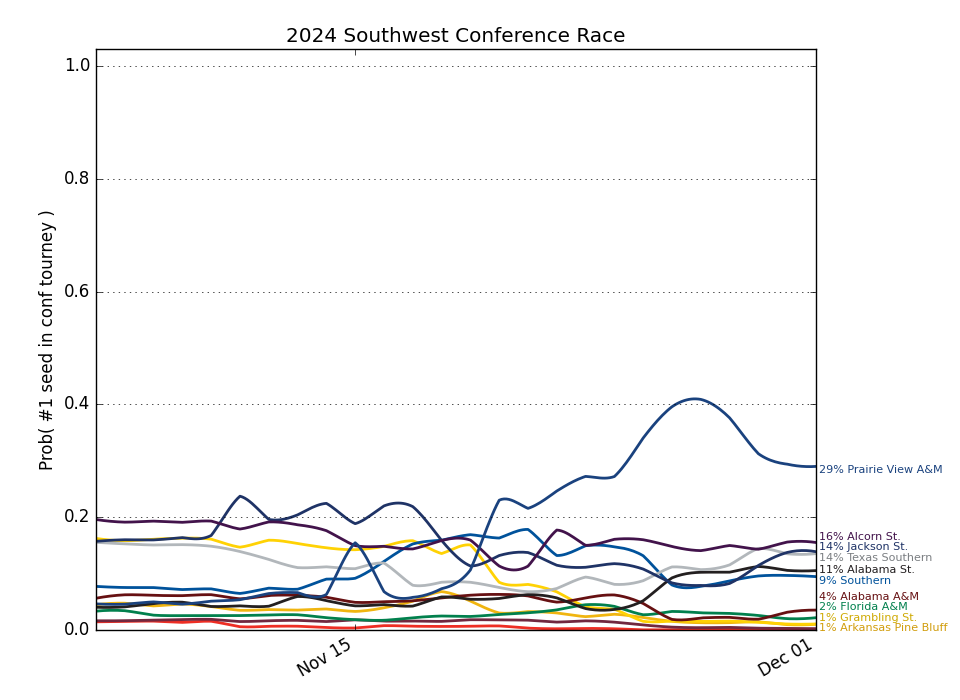 2024 Southwest Conference Race
Prob( #1 seed in conf tourney )
1.0
0.8
0.6
0.4
0.2
0.0
Nov 15
Dec 01
29% Prairie View A&M
16% Alcorn St.
14% Jackson St.
14% Texas Southern
11% Alabama St.
9% Southern
4% Alabama A&M
2% Florida A&M
1% Grambling St.
1% Arkansas Pine Bluff